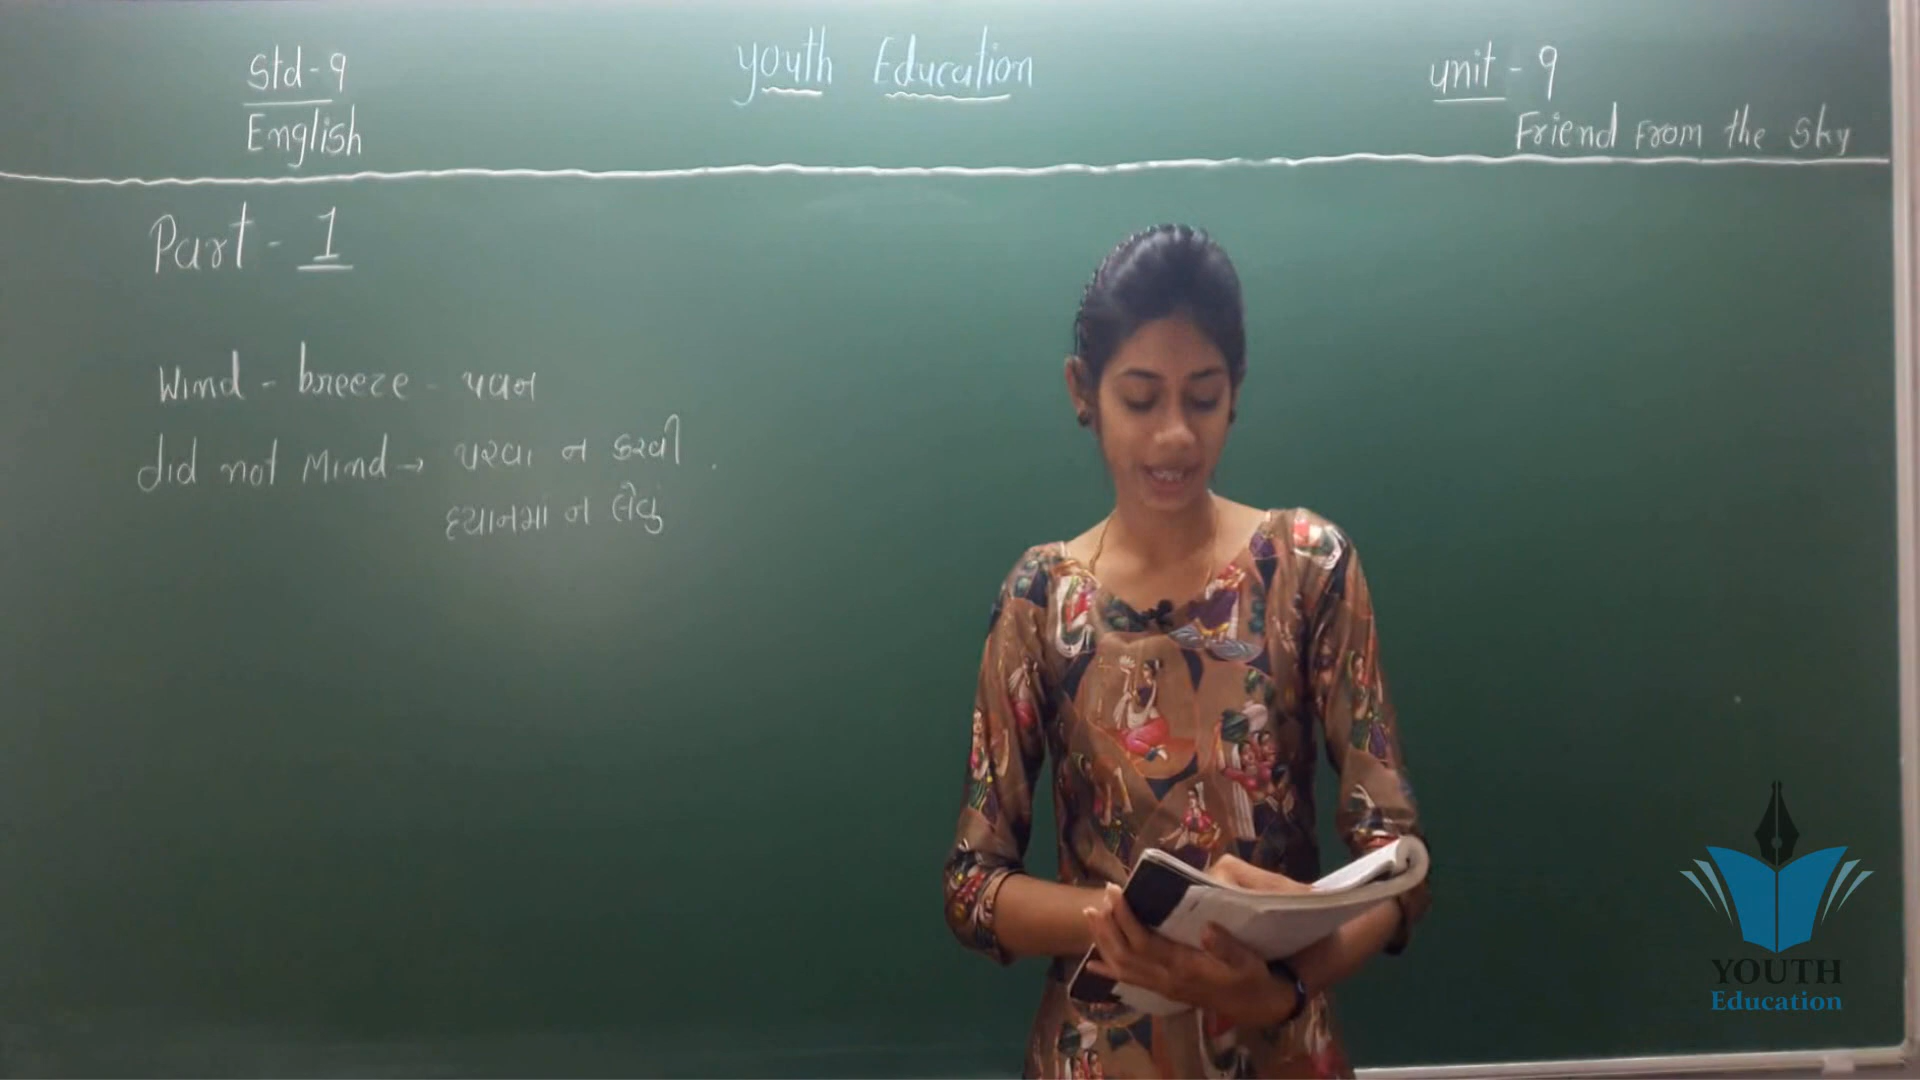 Std-9
English
Youth Education
unit - 9
Friend From the Sky
Part - 1
Wind - breeze - પવન
did not Mind → પરવા ન કરવી.
ધ્યાનમાં ન લેવું
YOUTH
Education